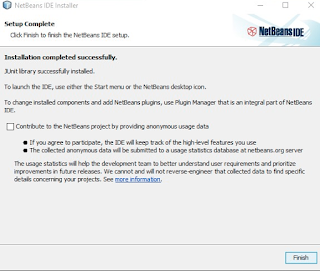 NetBeans IDE Installer
Setup Complete
Click Finish to finish the NetBeans IDE setup.
NetBeans IDE
Installation completed successfully.
JUnit library successfully installed.
To launch the IDE, use either the Start menu or the NetBeans desktop icon.
To change installed components and add NetBeans plugins, use Plugin Manager that is an integral part of NetBeans
IDE.
Contribute to the NetBeans project by providing anonymous usage data
● If you agree to participate, the IDE will keep track of the high-level features you use
● The collected anonymous data will be submitted to a usage statistics database at netbeans.org server
The usage statistics will help the development team to better understand user requirements and prioritize
improvements in future releases. We cannot and will not reverse-engineer that collected data to find specific
details concerning your projects. See more information.
Finish